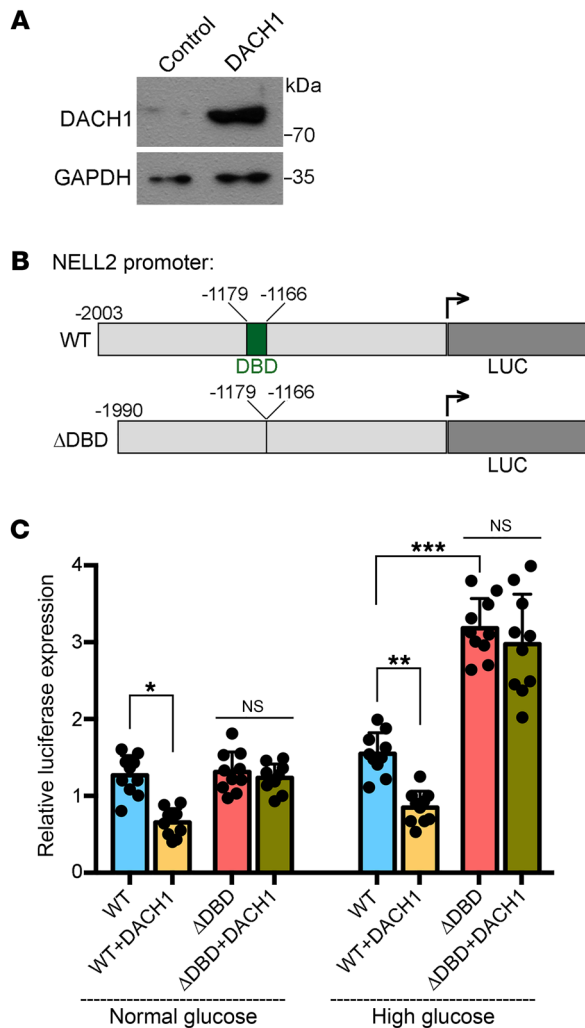 A
Control DACH1
kDa
DACH1
–70
GAPDH
–35
B NELL2 promoter:
-2003 -1179 -1166
WT
DBD LUC
-1990 -1179 -1166
ΔDBD
LUC
C
Relative luciferase expression
4
3
2
1
0
* NS ** *** NS
WT WT+DACH1 ΔDBD ΔDBD+DACH1 WT WT+DACH1 ΔDBD ΔDBD+DACH1
Normal glucose High glucose